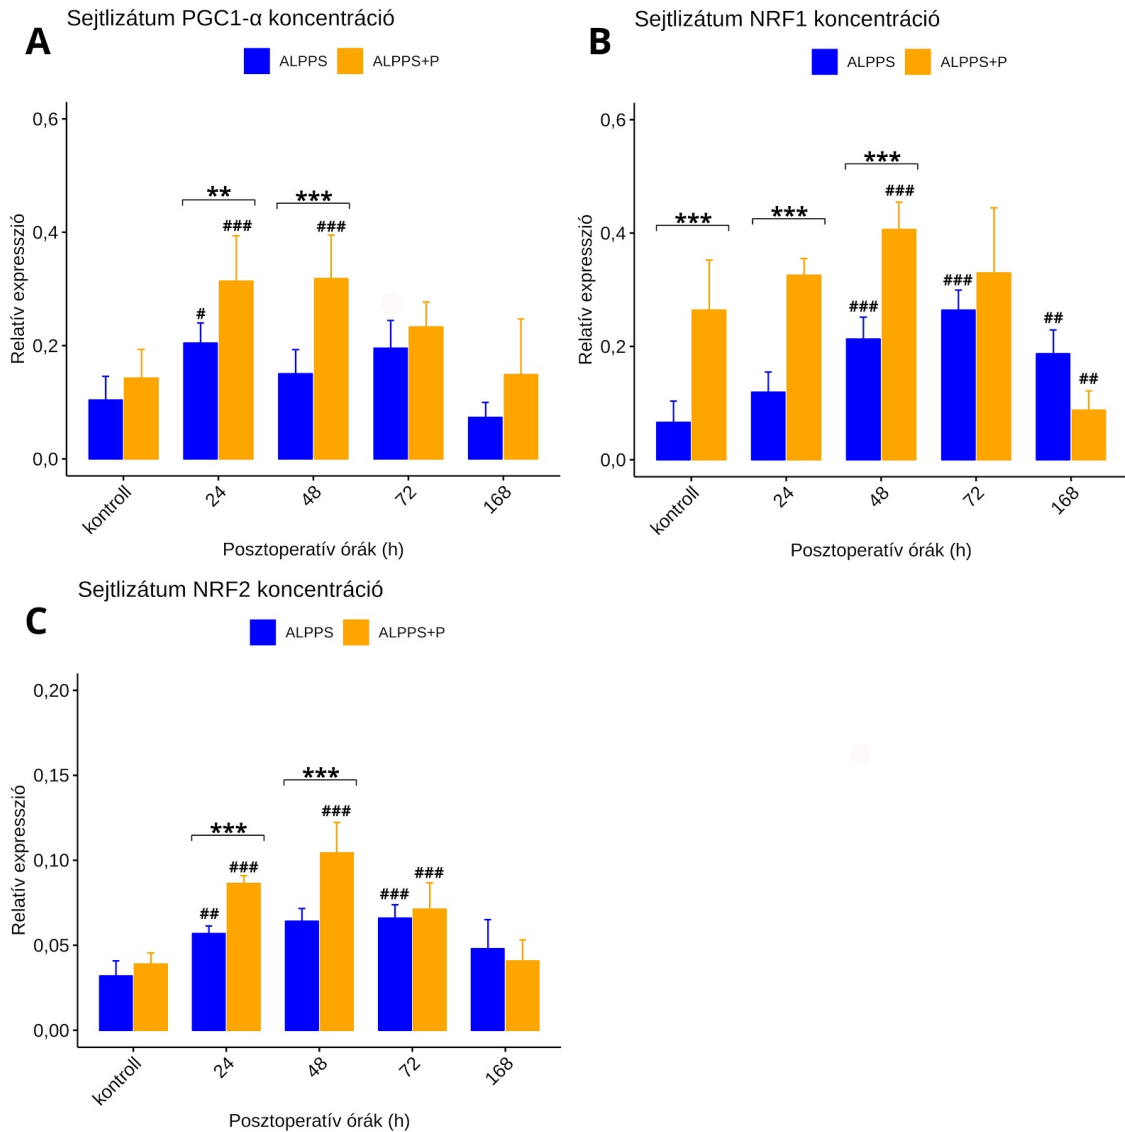 Sejtlizátum PGC1-α koncentráció
A
ALPPS ALPPS+P
Relatív expresszió
0,6
0,4
0,2
0,0
** ***
### ###
#
kontroll 24 48 72 168
Posztoperatív órák (h)
Sejtlizátum NRF1 koncentráció
B
ALPPS ALPPS+P
Relatív expresszió
0,6
0,4
0,2
0,0
*** *** ***
###
### ### ## ##
kontroll 24 48 72 168
Posztoperatív órák (h)
Sejtlizátum NRF2 koncentráció
C
ALPPS ALPPS+P
Relatív expresszió
0,20
0,15
0,10
0,05
0,00
*** ***
## ### ### ### ###
kontroll 24 48 72 168
Posztoperatív órák (h)